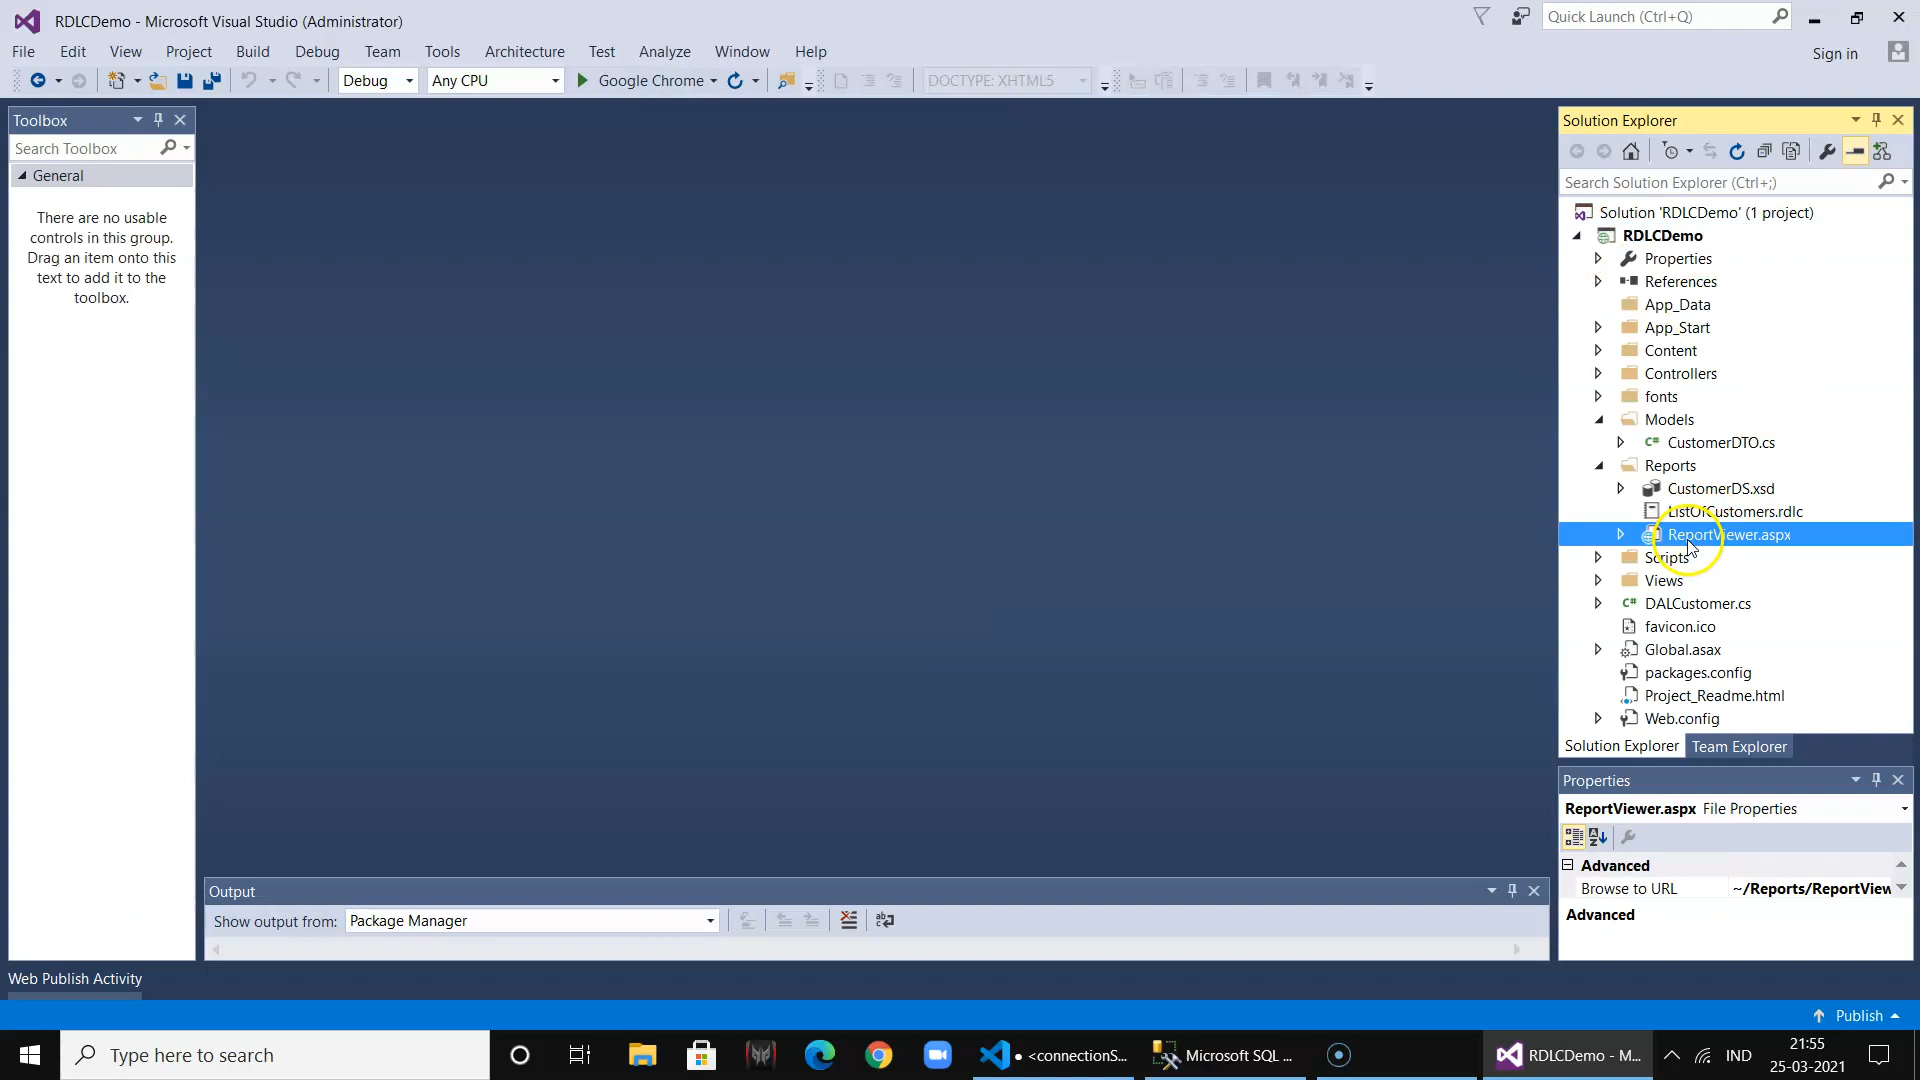 RDLCDemo - Microsoft Visual Studio (Administrator)
Quick Launch (Ctrl+Q)
File Edit View Project Build Debug Team Tools Architecture Test Analyze Window Help
Sign in
Debug Any CPU Google Chrome DOCTYPE: XHTML5
Toolbox
Search Toolbox
General
There are no usable
controls in this group.
Drag an item onto this
text to add it to the
toolbox.
Solution Explorer
Search Solution Explorer (Ctrl+;)
Solution 'RDLCDemo' (1 project)
RDLCDemo
Properties
References
App_Data
App_Start
Content
Controllers
fonts
Models
C# CustomerDTO.cs
Reports
CustomerDS.xsd
ListOfCustomers.rdlc
ReportViewer.aspx
Scripts
Views
C# DALCustomer.cs
favicon.ico
Global.asax
packages.config
Project_Readme.html
Web.config
Solution Explorer Team Explorer
Properties
ReportViewer.aspx File Properties
Advanced
Browse to URL ~/Reports/ReportView
Advanced
Output
Show output from: Package Manager
Web Publish Activity
Publish
Type here to search
<connectionS...
Microsoft SQL ...
RDLCDemo - M...
IND
21:55
25-03-2021